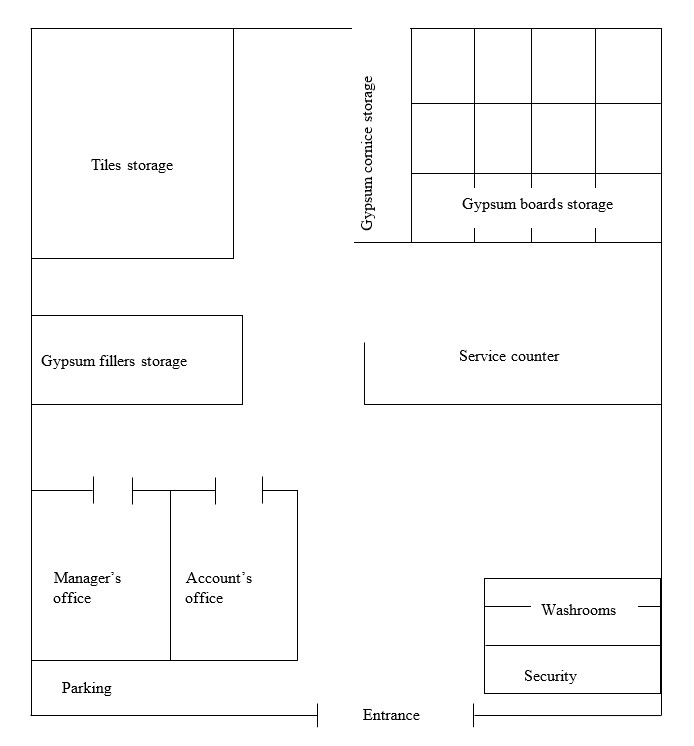 Tiles storage
Gypsum cornice storage
Gypsum boards storage
Gypsum fillers storage
Service counter
Manager’s
office
Account’s
office
Washrooms
Security
Parking
Entrance